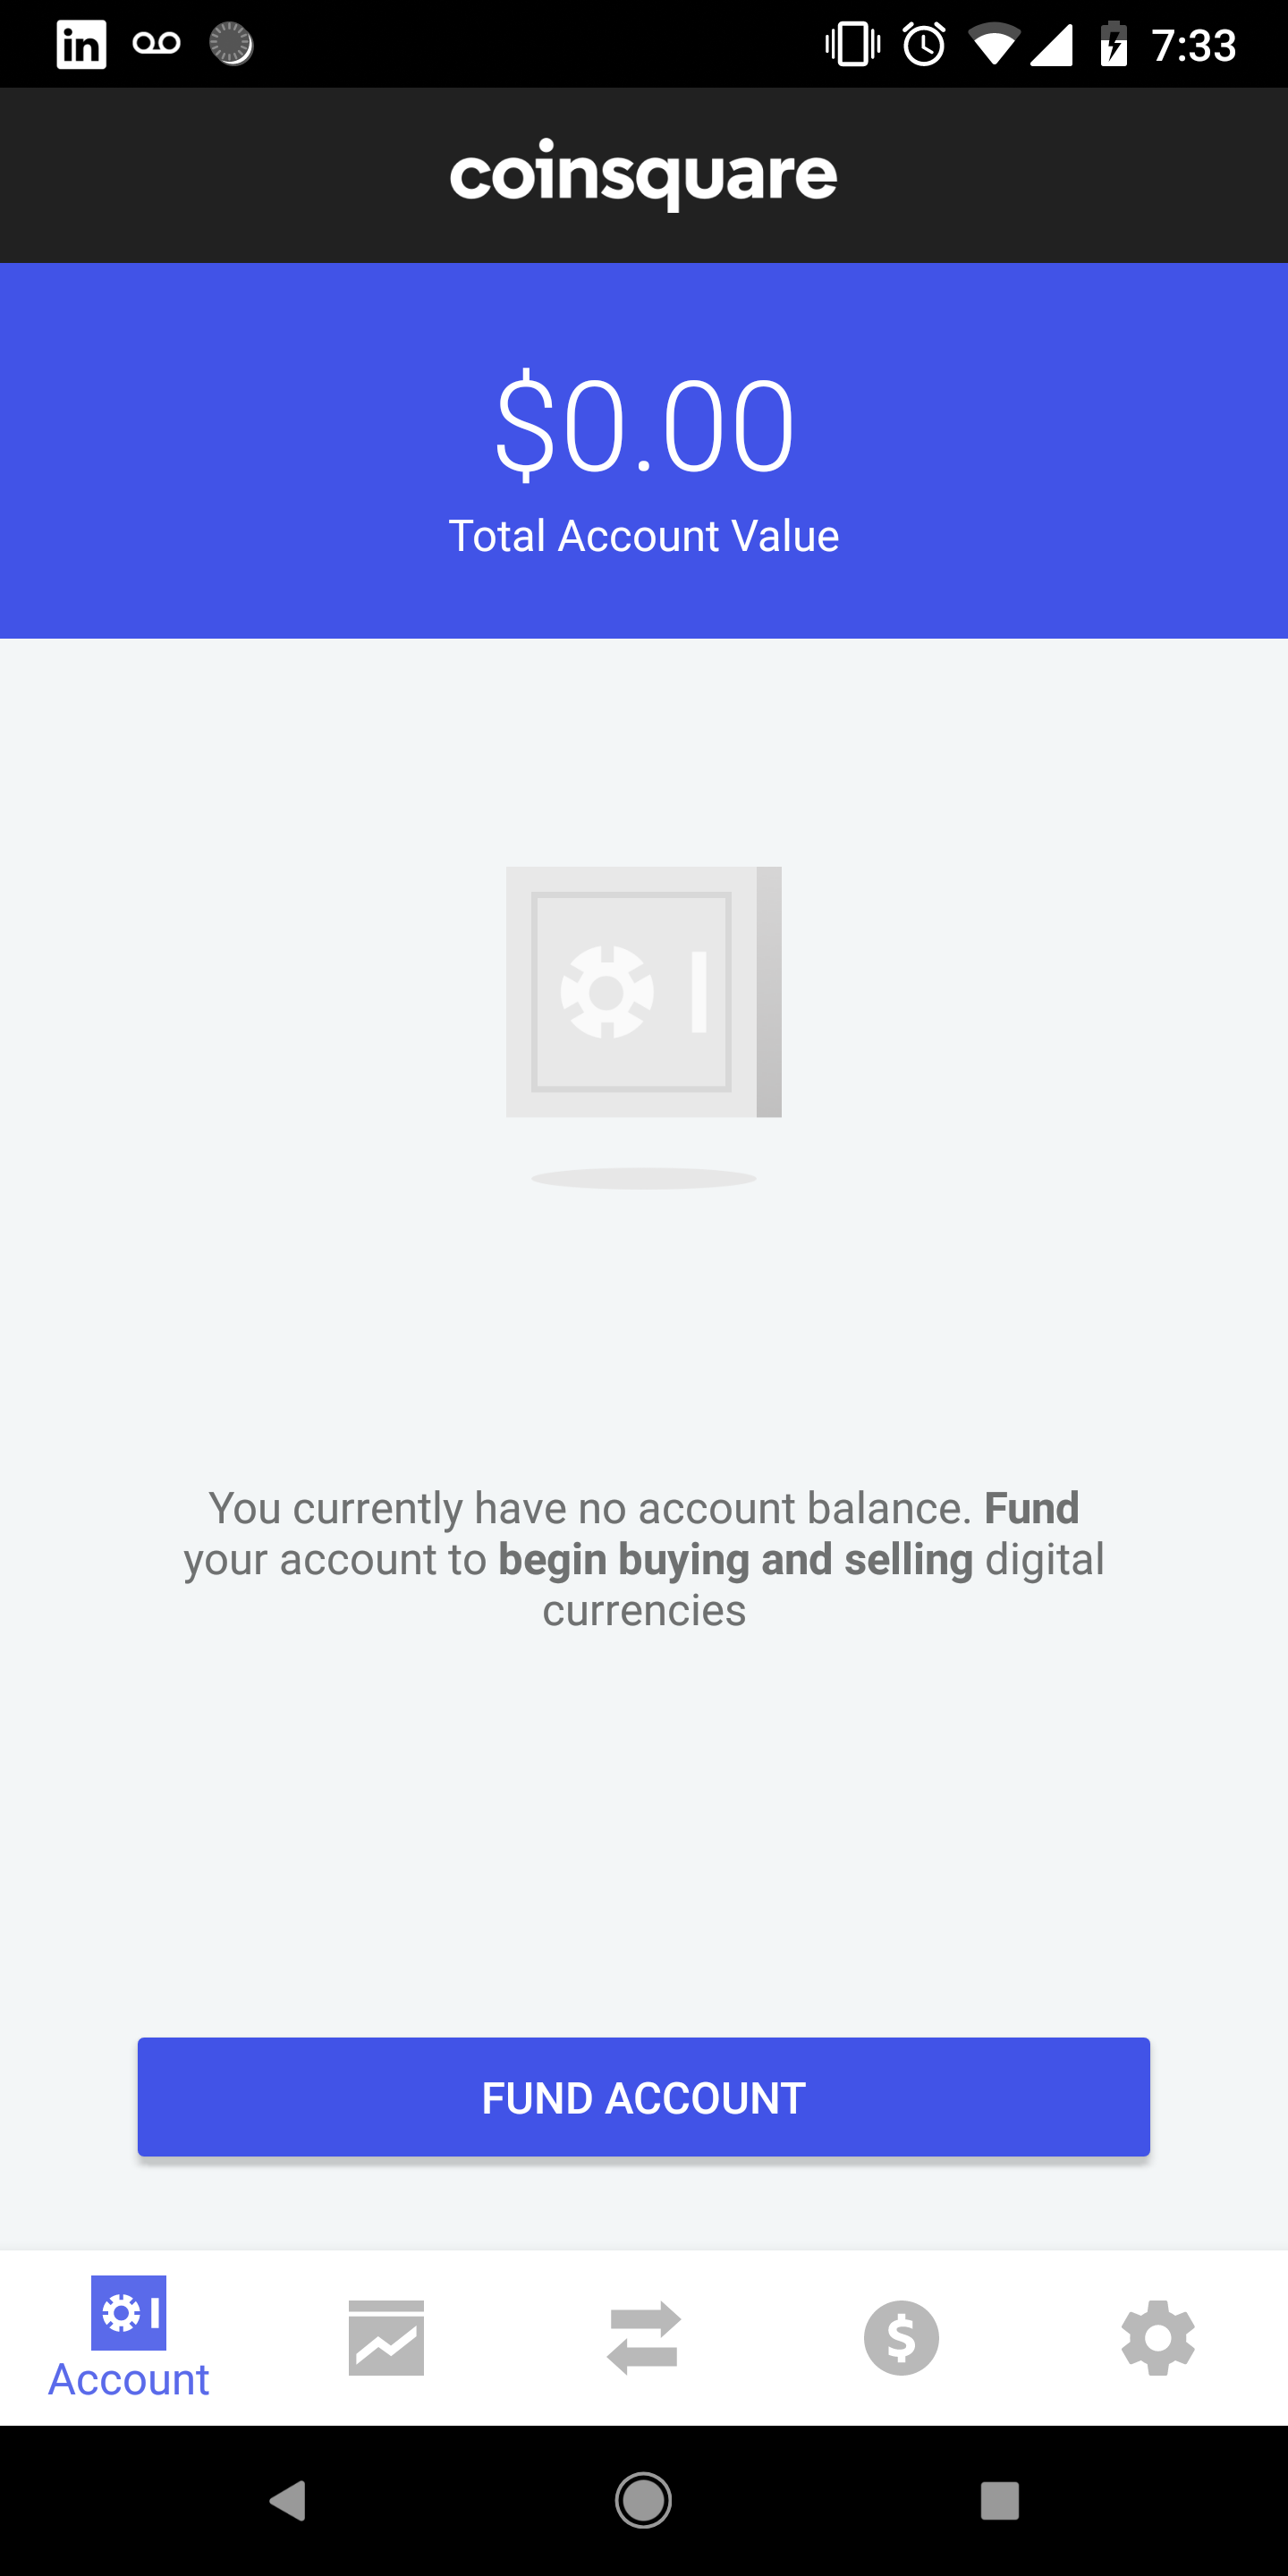 in
7:33
coinsquare
$0.00
Total Account Value
You currently have no account balance. Fund
your account to begin buying and selling digital
currencies
FUND ACCOUNT
$
Account